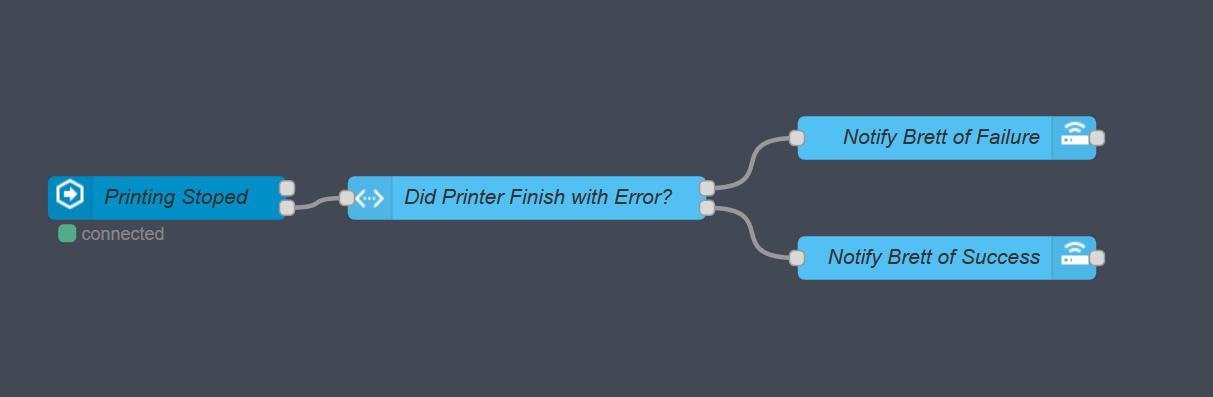 Notify Brett of Failure
Printing Stoped
Did Printer Finish with Error?
connected
Notify Brett of Success